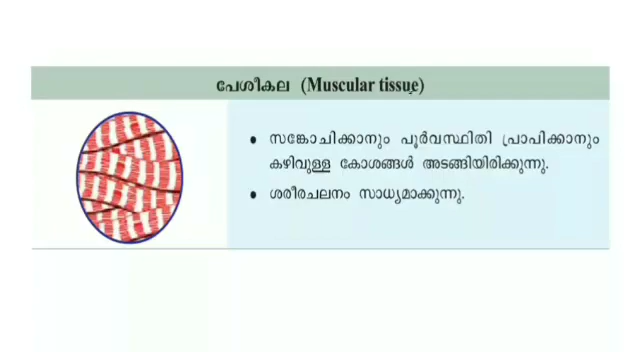 പേശീകല (Muscular tissue)
• സങ്കോചിക്കാനും പൂർവസ്ഥിതി പ്രാപിക്കാനും
കഴിവുള്ള കോശങ്ങൾ അടങ്ങിയിരിക്കുന്നു.
• ശരീരചലനം സാധ്യമാക്കുന്നു.